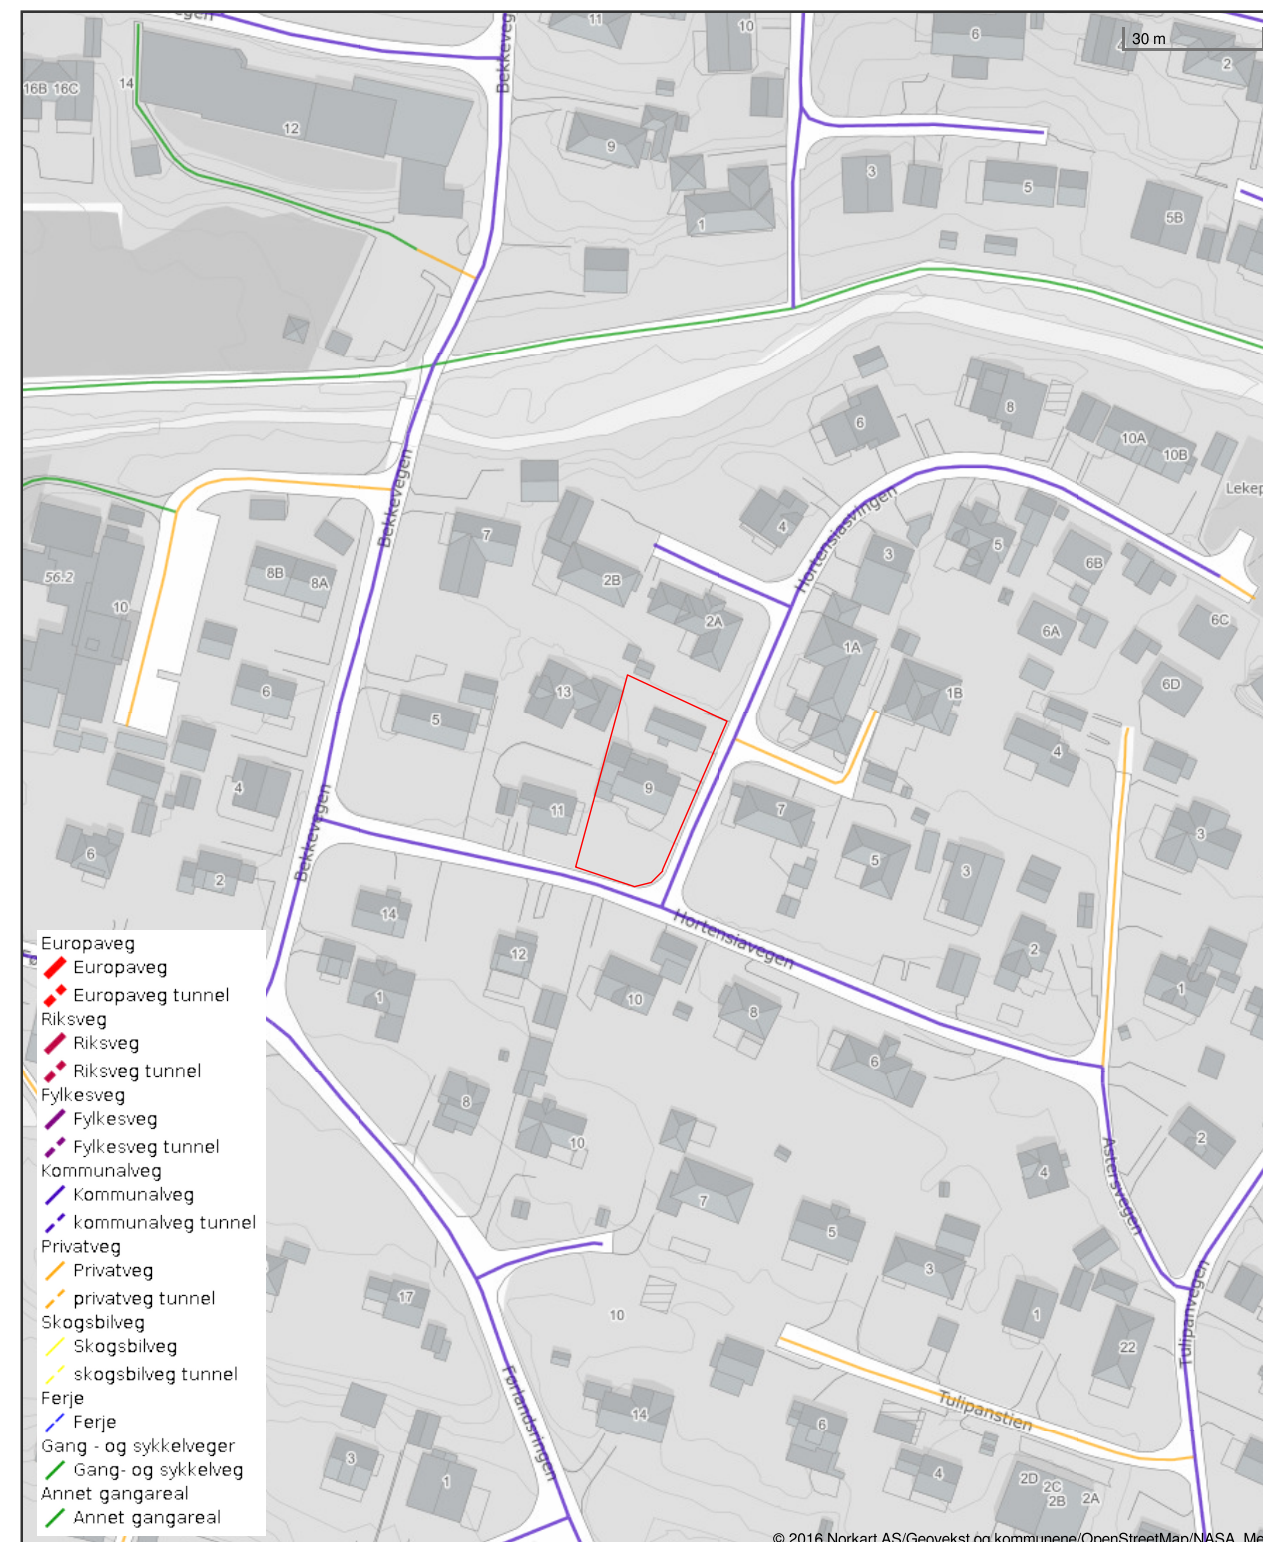 Bekkeveg
11
10
6
4
30 m
2
16B
16C
14
12
9
3
5
1
5B
8
6
10A
10B
Lekep
Bekkevegen
7
4
Hortensiasvingen
5
3
6B
56.2
8B
8A
2B
10
2A
6A
6C
1A
6
13
1B
6D
5
4
4
9
11
7
Bekkevegen
3
6
5
2
3
14
Hortensiavegen
2
12
10
1
1
8
6
8
10
2
Astersvegen
4
7
5
3
Tulipanvegen
17
10
1
22
Førlandsringen
14
Tulipanstien
6
3
1
4
2D
2C
2B
2A
Europaveg
Europaveg
Europaveg tunnel
Riksveg
Riksveg
Riksveg tunnel
Fylkesveg
Fylkesveg
Fylkesveg tunnel
Kommunalveg
Kommunalveg
kommunalveg tunnel
Privatveg
Privatveg
privatveg tunnel
Skogsbilveg
Skogsbilveg
skogsbilveg tunnel
Ferje
Ferje
Gang - og sykkelveger
Gang- og sykkelveg
Annet gangareal
Annet gangareal
© 2016 Norkart AS/Geovekst og kommunene/OpenStreetMap/NASA, Me